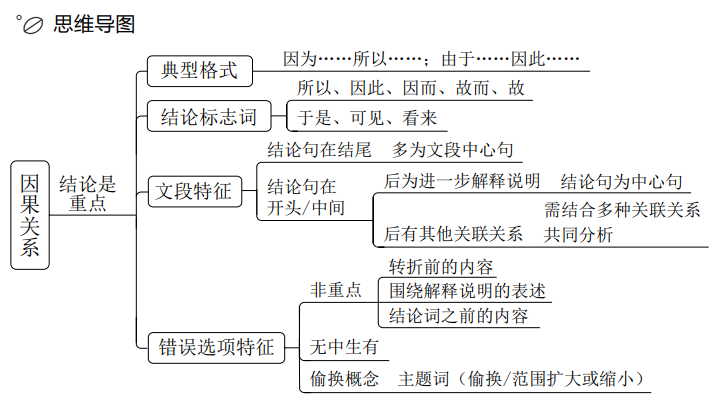 思维导图
因果关系
结论是
重点
典型格式
因为……所以……；由于……因此……
结论标志词
所以、因此、因而、故而、故
于是、可见、看来
文段特征
结论句在结尾 多为文段中心句
结论句在
开头/中间
后为进一步解释说明 结论句为中心句
后有其他关联关系 需结合多种关联关系
共同分析
错误选项特征
非重点
转折前的内容
围绕解释说明的表述
结论词之前的内容
无中生有
偷换概念 主题词（偷换/范围扩大或缩小）